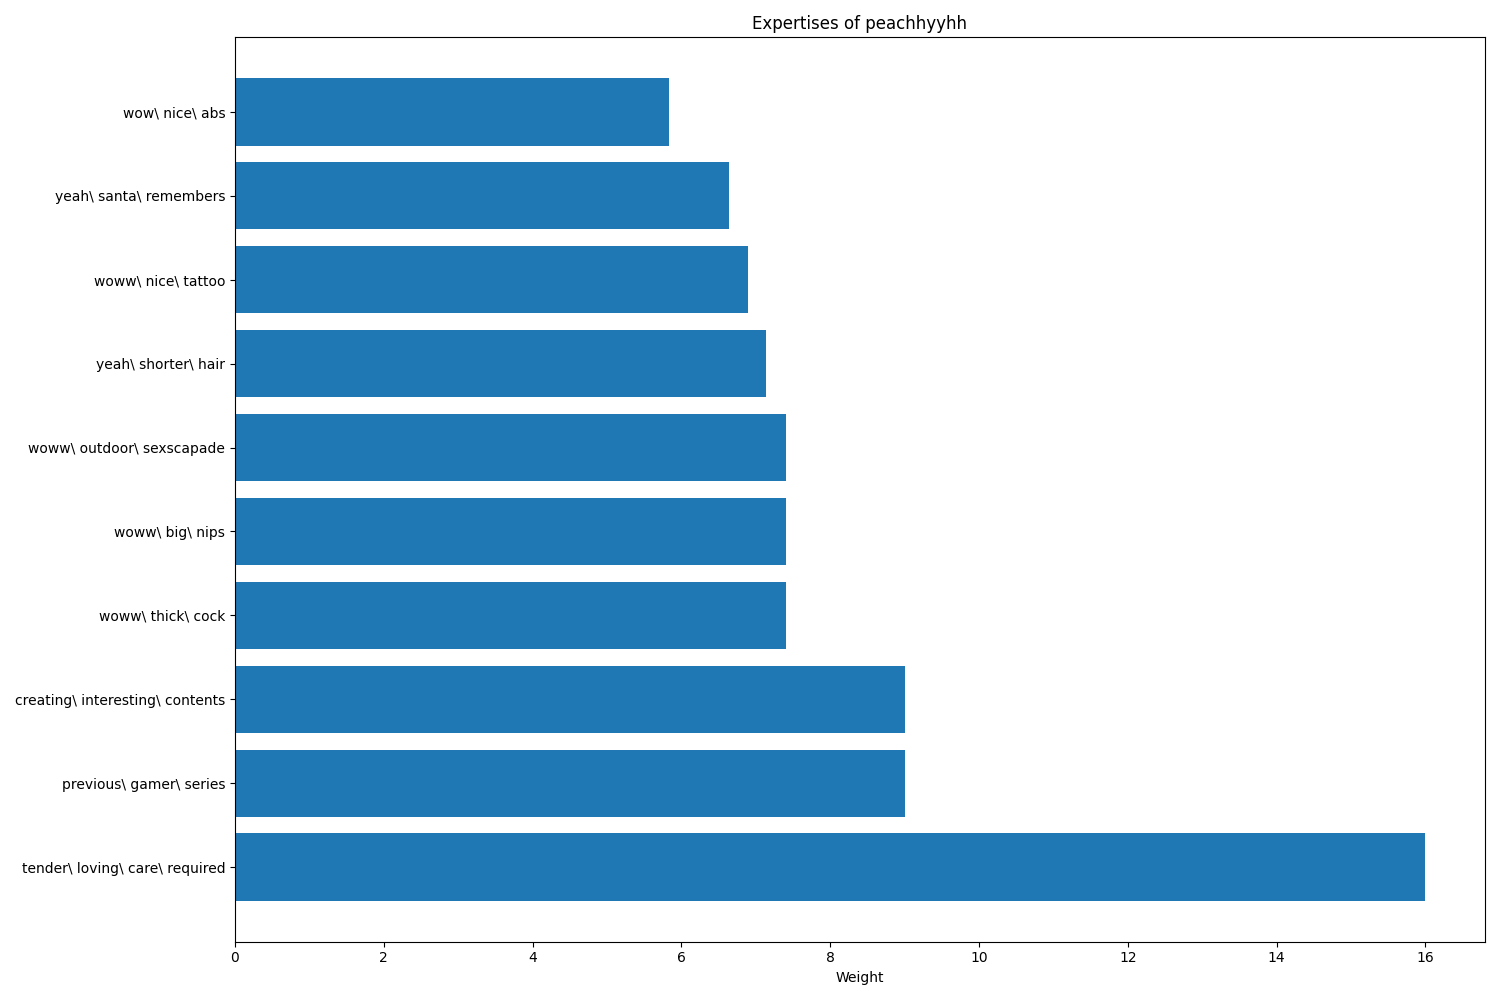 Expertises of peachhyyhh
wow\ nice\ abs
yeah\ santa\ remembers
woww\ nice\ tattoo
yeah\ shorter\ hair
woww\ outdoor\ sexscapade
woww\ big\ nips
woww\ thick\ cock
creating\ interesting\ contents
previous\ gamer\ series
tender\ loving\ care\ required
0 2 4 6 8 10 12 14 16
Weight